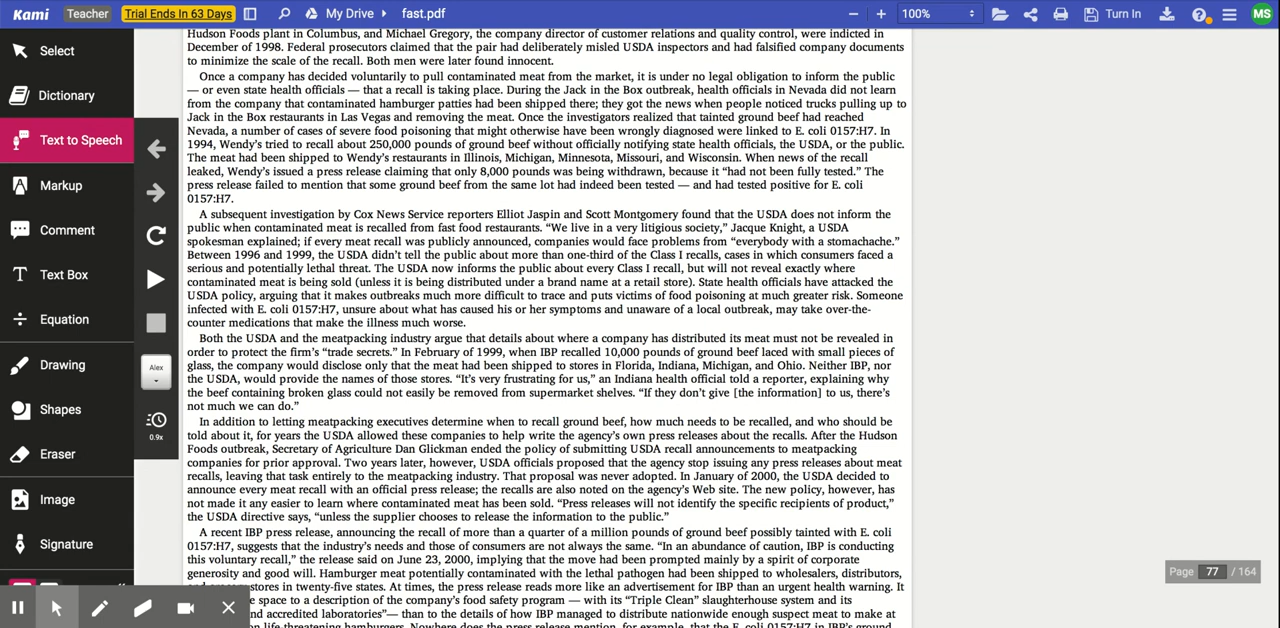 Kami Teacher Trial Ends In 63 Days My Drive fast.pdf 100% Turn In MS
Select
Dictionary
Text to Speech
Markup
Comment
Text Box
Equation
Drawing
Shapes
Eraser
Image
Signature
Alex
0.9x
Hudson Foods plant in Columbus, and Michael Gregory, the company director of customer relations and quality control, were indicted in
December of 1998. Federal prosecutors claimed that the pair had deliberately misled USDA inspectors and had falsified company documents
to minimize the scale of the recall. Both men were later found innocent.
Once a company has decided voluntarily to pull contaminated meat from the market, it is under no legal obligation to inform the public
— or even state health officials — that a recall is taking place. During the Jack in the Box outbreak, health officials in Nevada did not learn
from the company that contaminated hamburger patties had been shipped there; they got the news when people noticed trucks pulling up to
Jack in the Box restaurants in Las Vegas and removing the meat. Once the investigators realized that tainted ground beef had reached
Nevada, a number of cases of severe food poisoning that might otherwise have been wrongly diagnosed were linked to E. coli 0157:H7. In
1994, Wendy's tried to recall about 250,000 pounds of ground beef without officially notifying state health officials, the USDA, or the public.
The meat had been shipped to Wendy's restaurants in Illinois, Michigan, Minnesota, Missouri, and Wisconsin. When news of the recall
leaked, Wendy's issued a press release claiming that only 8,000 pounds was being withdrawn, because it “had not been fully tested.” The
press release failed to mention that some ground beef from the same lot had indeed been tested — and had tested positive for E. coli
0157:H7.
A subsequent investigation by Cox News Service reporters Elliot Jaspin and Scott Montgomery found that the USDA does not inform the
public when contaminated meat is recalled from fast food restaurants. “We live in a very litigious society,” Jacque Knight, a USDA
spokesman explained; if every meat recall was publicly announced, companies would face problems from “everybody with a stomachache.”
Between 1996 and 1999, the USDA didn't tell the public about more than one-third of the Class I recalls, cases in which consumers faced a
serious and potentially lethal threat. The USDA now informs the public about every Class I recall, but will not reveal exactly where
contaminated meat is being sold (unless it is being distributed under a brand name at a retail store). State health officials have attacked the
USDA policy, arguing that it makes outbreaks much more difficult to trace and puts victims of food poisoning at much greater risk. Someone
infected with E. coli 0157:H7, unsure about what has caused his or her symptoms and unaware of a local outbreak, may take over-the-
counter medications that make the illness much worse.
Both the USDA and the meatpacking industry argue that details about where a company has distributed its meat must not be revealed in
order to protect the firm's “trade secrets.” In February of 1999, when IBP recalled 10,000 pounds of ground beef laced with small pieces of
glass, the company would disclose only that the meat had been shipped to stores in Florida, Indiana, Michigan, and Ohio. Neither IBP, nor
the USDA, would provide the names of those stores. “It's very frustrating for us,” an Indiana health official told a reporter, explaining why
the beef containing broken glass could not easily be removed from supermarket shelves. “If they don't give [the information] to us, there's
not much we can do.”
In addition to letting meatpacking executives determine when to recall ground beef, how much needs to be recalled, and who should be
told about it, for years the USDA allowed these companies to help write the agency's own press releases about the recalls. After the Hudson
Foods outbreak, Secretary of Agriculture Dan Glickman ended the policy of submitting USDA recall announcements to meatpacking
companies for prior approval. Two years later, however, USDA officials proposed that the agency stop issuing any press releases about meat
recalls, leaving that task entirely to the meatpacking industry. That proposal was never adopted. In January of 2000, the USDA decided to
announce every meat recall with an official press release; the recalls are also noted on the agency's Web site. The new policy, however, has
not made it any easier to learn where contaminated meat has been sold. “Press releases will not identify the specific recipients of product,”
the USDA directive says, “unless the supplier chooses to release the information to the public.”
A recent IBP press release, announcing the recall of more than a quarter of a million pounds of ground beef possibly tainted with E. coli
0157:H7, suggests that the industry's needs and those of consumers are not always the same. “In an abundance of caution, IBP is conducting
this voluntary recall,” the release said on June 23, 2000, implying that the move had been prompted mainly by a spirit of corporate
generosity and good will. Hamburger meat potentially contaminated with the lethal pathogen had been shipped to wholesalers, distributors,
stores in twenty-five states. At times, the press release reads more like an advertisement for IBP than an urgent health warning. It
space to a description of the company's food safety program — with its “Triple Clean” slaughterhouse system and its
nd accredited laboratories”— than to the details of how IBP managed to distribute nationwide enough suspect meat to make at
on life-threatening hamburgers. Nowhere does the press release mention, for example, that the E. coli 0157:H7 in IBP's ground
Page 77 / 164